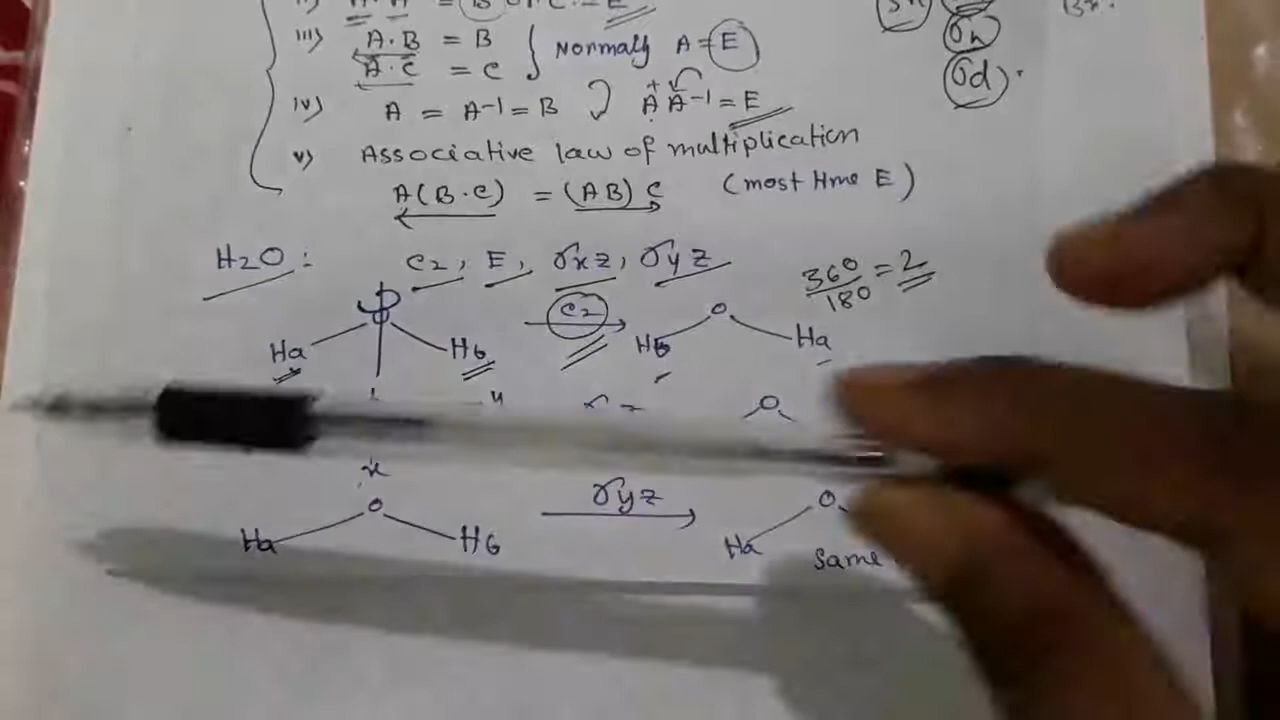 iii) A.B = B } Normally A = E
A.C = C
σh
σd.
iv) A = A-1 = B } A A-1 = E
v) Associative law of multiplication
A(B.C) = (AB) C (most time E)
H2O : C2, E, σxz, σyz
360/180 = 2
O C2 O
Ha Hb Hb Ha
O
x
O σyz O
Ha Hb Ha
Same